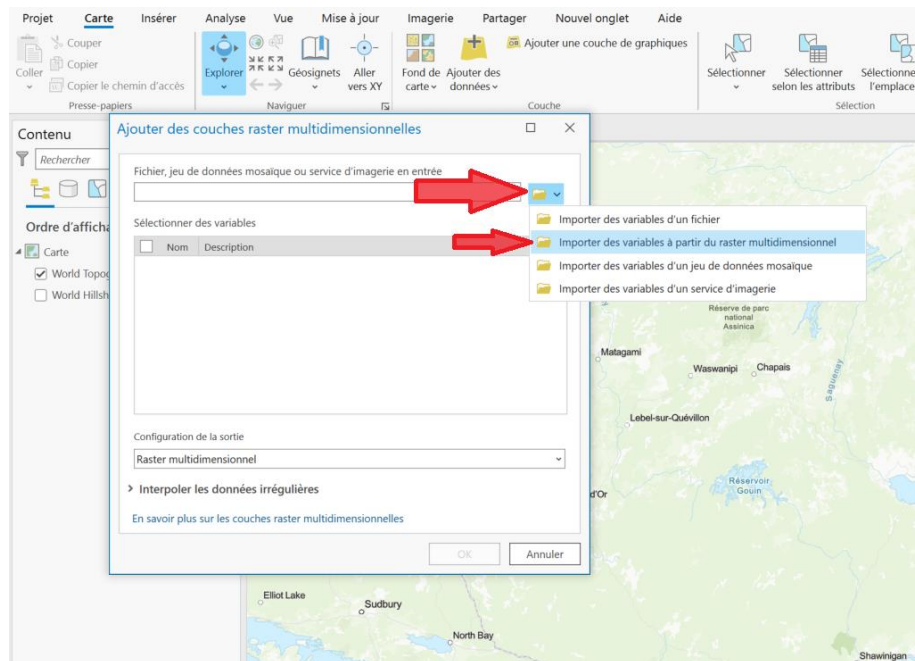 Projet Carte Insérer Analyse Vue Mise à jour Imagerie Partager Nouvel onglet Aide
Coller
Couper
Copier
Copier le chemin d'accès
Presse-papiers
Explorer
Géosignets
Aller vers XY
Naviguer
Fond de carte
Ajouter des données
Ajouter une couche de graphiques
Couche
Sélectionner
Sélectionner selon les attributs
Sélection
Contenu
Rechercher
Ordre d'afficha
Carte
World Topog
World Hillsh
Ajouter des couches raster multidimensionnelles
Fichier, jeu de données mosaïque ou service d'imagerie en entrée
Sélectionner des variables
Nom Description
Configuration de la sortie
Raster multidimensionnel
Interpoler les données irrégulières
En savoir plus sur les couches raster multidimensionnelles
OK Annuler
Importer des variables d'un fichier
Importer des variables à partir du raster multidimensionnel
Importer des variables d'un jeu de données mosaïque
Importer des variables d'un service d'imagerie
Réserve de parc
national
Assinica
Matagami
Waswanipi
Chapais
Saguenay
Lebel-sur-Quévillon
d'Or
Réservoir
Gouin
Elliot Lake
Sudbury
North Bay
Shawinigan